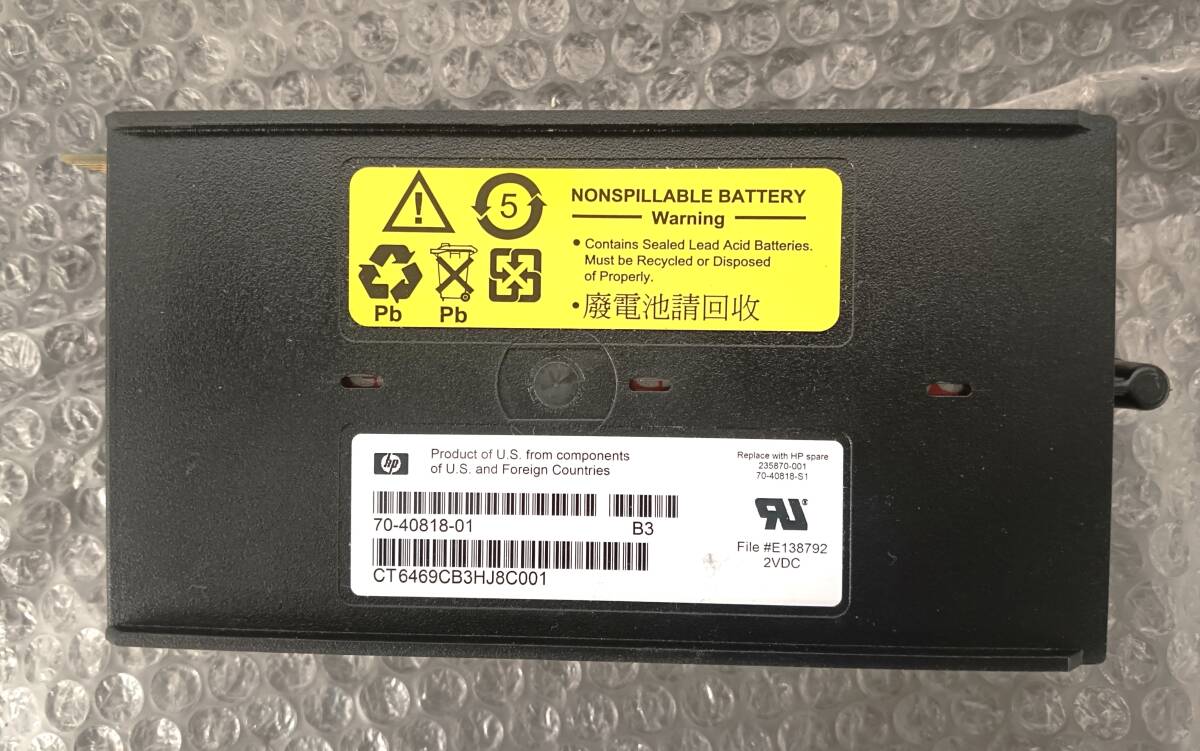 5
NONSPILLABLE BATTERY
Warning
• Contains Sealed Lead Acid Batteries.
Must be Recycled or Disposed
of Properly.
Pb
Pb
•廢電池請回收
hp
Product of U.S. from components
of U.S. and Foreign Countries
Replace with HP spare
235870-001
70-40818-S1
70-40818-01
B3
File #E138792
2VDC
CT6469CB3HJ8C001